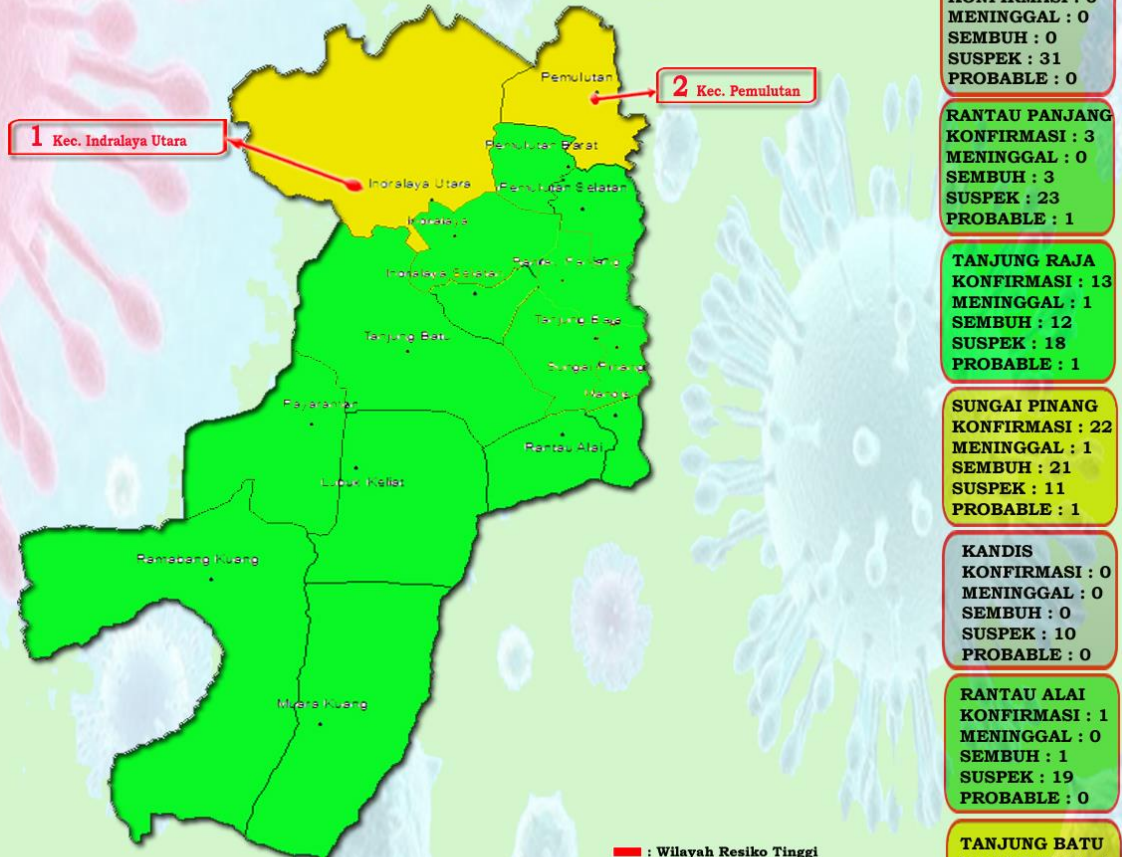 1 Kec. Indralaya Utara
2 Kec. Pemulutan
Pemulutan
Pemulutan Barat
Pemulutan Selatan
Indralaya Utara
Indralaya
Indralaya Selatan
Tanjung Batu
Sungai Pinang
Payaraman
Rantau Alai
Lubuk Keliat
Muara Kuang
MENINGGAL : 0
SEMBUH : 0
SUSPEK : 31
PROBABLE : 0
RANTAU PANJANG
KONFIRMASI : 3
MENINGGAL : 0
SEMBUH : 3
SUSPEK : 23
PROBABLE : 1
TANJUNG RAJA
KONFIRMASI : 13
MENINGGAL : 1
SEMBUH : 12
SUSPEK : 18
PROBABLE : 1
SUNGAI PINANG
KONFIRMASI : 22
MENINGGAL : 1
SEMBUH : 21
SUSPEK : 11
PROBABLE : 1
KANDIS
KONFIRMASI : 0
MENINGGAL : 0
SEMBUH : 0
SUSPEK : 10
PROBABLE : 0
RANTAU ALAI
KONFIRMASI : 1
MENINGGAL : 0
SEMBUH : 1
SUSPEK : 19
PROBABLE : 0
TANJUNG BATU
: Wilayah Resiko Tinggi